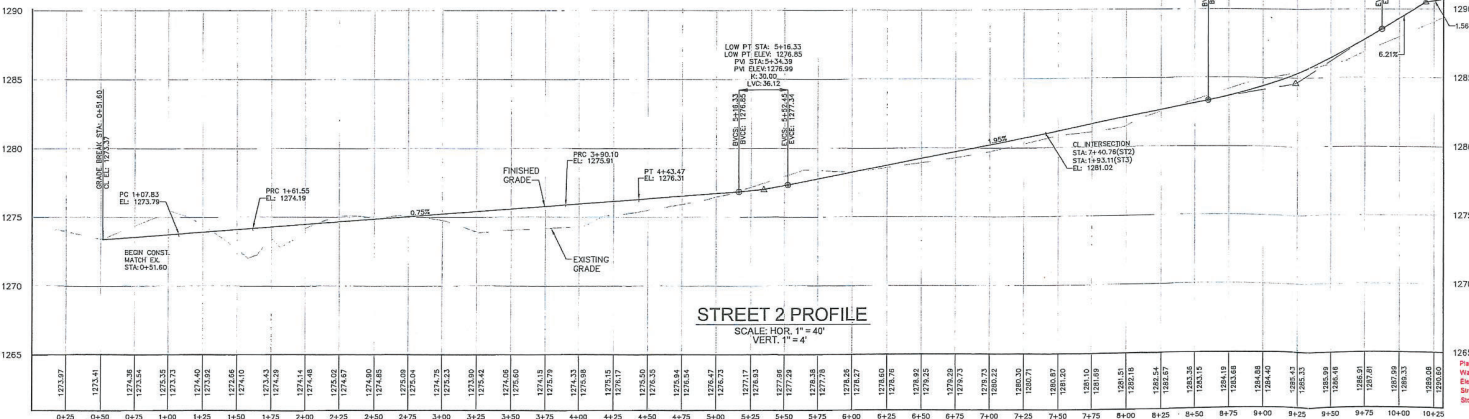 1290
1285
1280
1275
1270
1265
GRADE BREAK STA: 0+51.60
CL EL: 1273.37
PC 1+07.83
EL: 1273.79
PRC 1+61.55
EL: 1274.19
BEGIN CONST.
MATCH EX.
STA:0+51.60
0.75%
FINISHED
GRADE
PRC 3+90.10
EL: 1275.91
PT 4+43.47
EL: 1276.31
EXISTING
GRADE
LOW PT STA: 5+16.33
LOW PT ELEV: 1276.85
PVI STA:5+34.39
PVI ELEV:1276.99
K: 30.00
LVC: 36.12
BVCS: 5+16.33
BVCE: 1276.85
EVCS: 5+52.45
EVCE: 1277.34
1.95%
CL INTERSECTION
STA: 7+40.76(ST2)
STA:1+93.11(ST3)
EL: 1281.02
6.21%
1.56
STREET 2 PROFILE
SCALE: HOR. 1" = 40'
VERT. 1" = 4'
1273.97
1273.41
1274.36
1273.54
1275.35
1273.73
1274.40
1273.92
1272.66
1274.10
1273.43
1274.29
1274.14
1274.48
1275.02
1274.67
1274.90
1274.85
1275.09
1275.04
1274.75
1275.23
1273.90
1275.42
1274.06
1275.60
1274.15
1275.79
1274.33
1275.98
1275.15
1276.17
1275.50
1276.35
1275.94
1276.54
1276.47
1276.73
1277.17
1276.93
1277.96
1277.29
1278.38
1277.78
1278.26
1278.27
1278.60
1278.76
1278.92
1279.25
1279.29
1279.73
1279.73
1280.22
1280.30
1280.71
1280.87
1281.20
1281.10
1281.69
1281.51
1282.18
1282.54
1282.67
1283.36
1283.15
1284.19
1283.68
1284.88
1284.40
1285.43
1285.33
1285.99
1286.48
1286.91
1287.81
1287.99
1289.33
1289.08
1290.60
0+25 0+50 0+75 1+00 1+25 1+50 1+75 2+00 2+25 2+50 2+75 3+00 3+25 3+50 3+75 4+00 4+25 4+50 4+75 5+00 5+25 5+50 5+75 6+00 6+25 6+50 6+75 7+00 7+25 7+50 7+75 8+00 8+25 8+50 8+75 9+00 9+25 9+50 9+75 10+00 10+25